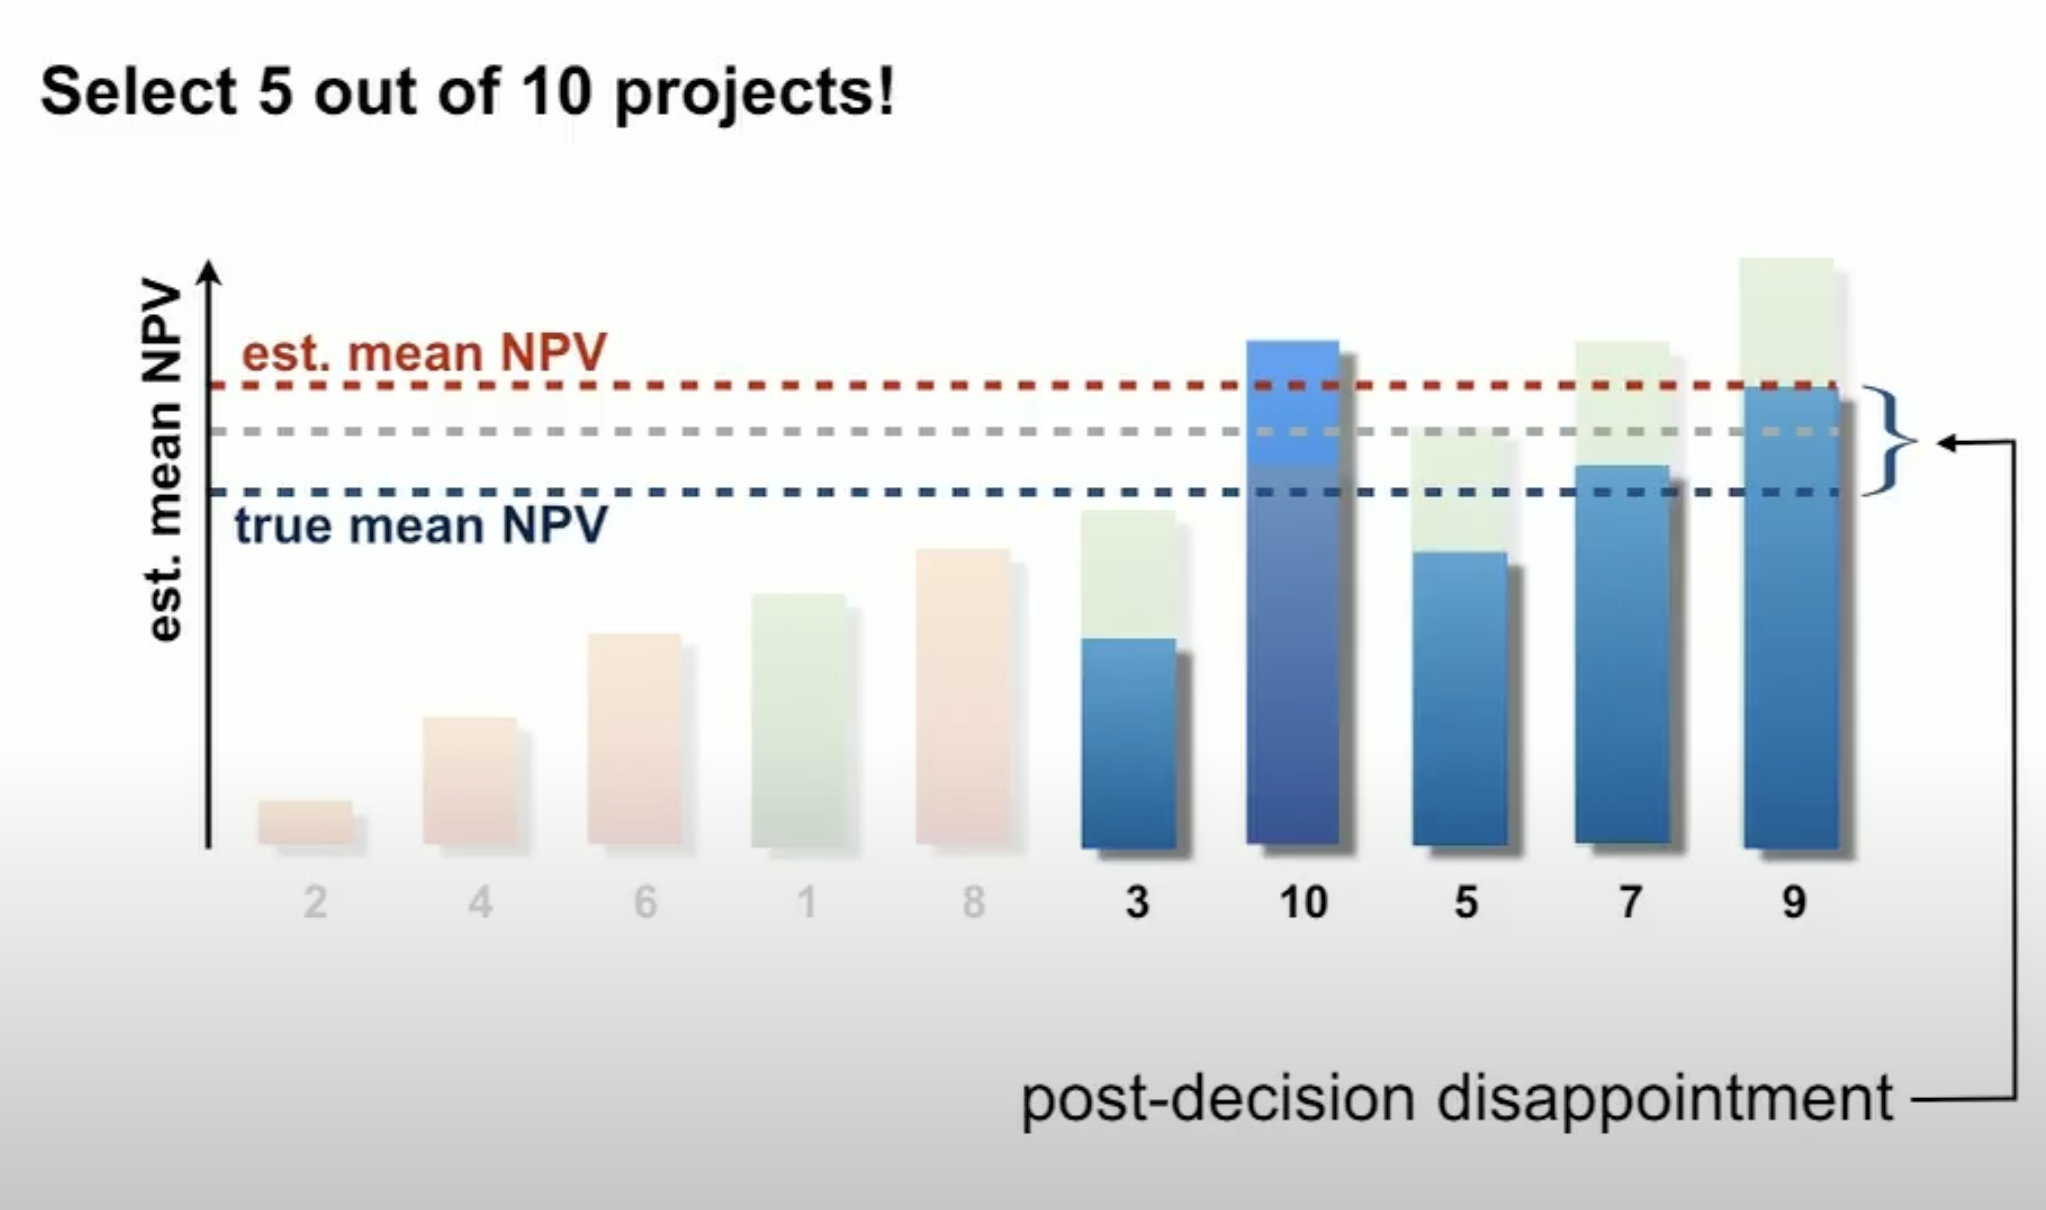 Select 5 out of 10 projects!
est. mean NPV
est. mean NPV
true mean NPV
2 4 6 1 8 3 10 5 7 9
post-decision disappointment